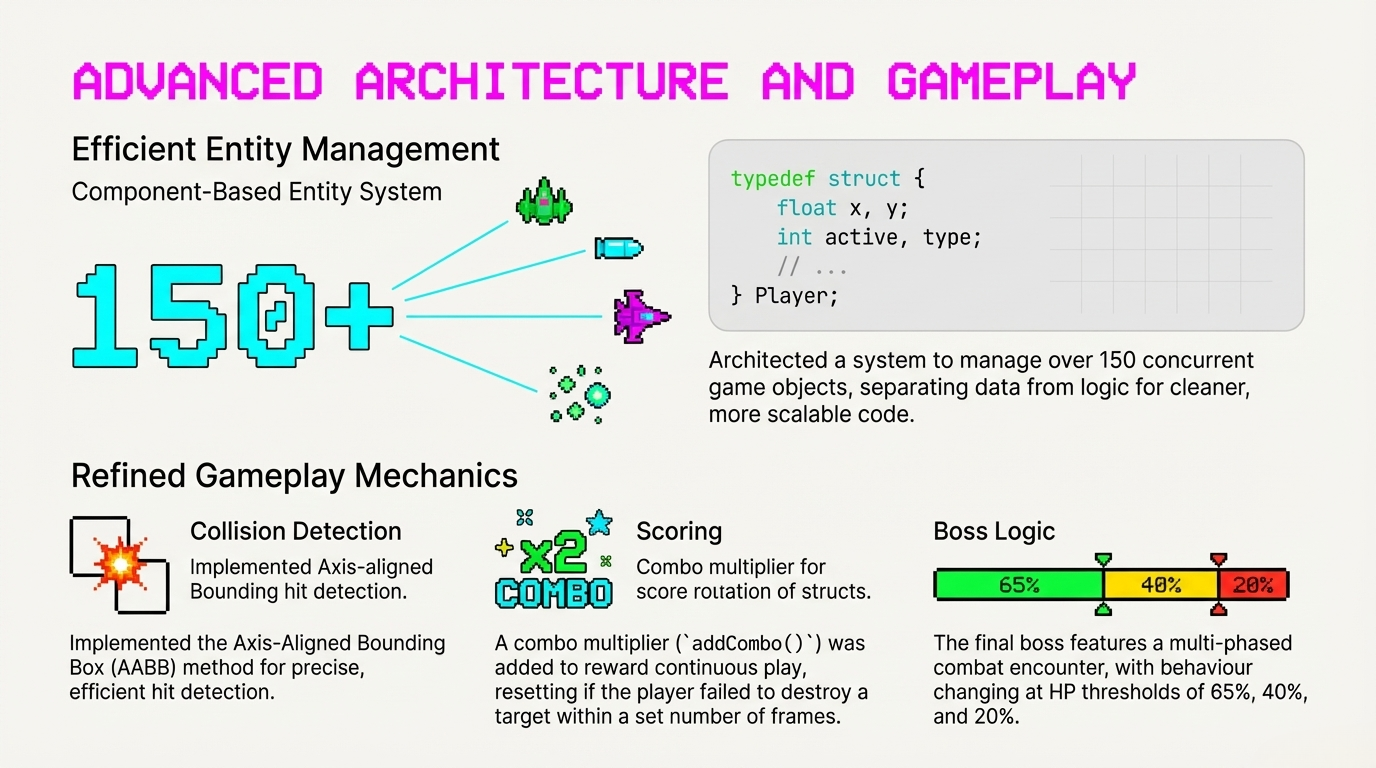 ADVANCED ARCHITECTURE AND GAMEPLAY
Efficient Entity Management
Component-Based Entity System
150+
typedef struct {
float x, y;
int active, type;
// ...
} Player;
Architected a system to manage over 150 concurrent
game objects, separating data from logic for cleaner,
more scalable code.
Refined Gameplay Mechanics
Collision Detection
Implemented Axis-aligned
Bounding hit detection.
Implemented the Axis-Aligned Bounding
Box (AABB) method for precise,
efficient hit detection.
x2
COMBO
Scoring
Combo multiplier for
score of structs.
A combo multiplier (`addCombo()`) was
added to reward continuous play,
resetting if the player failed to destroy a
target within a set number of frames.
Boss Logic
65% 40% 20%
The final boss features a multi-phased
combat encounter, with behaviour
changing at HP thresholds of 65%, 40%,
and 20%.